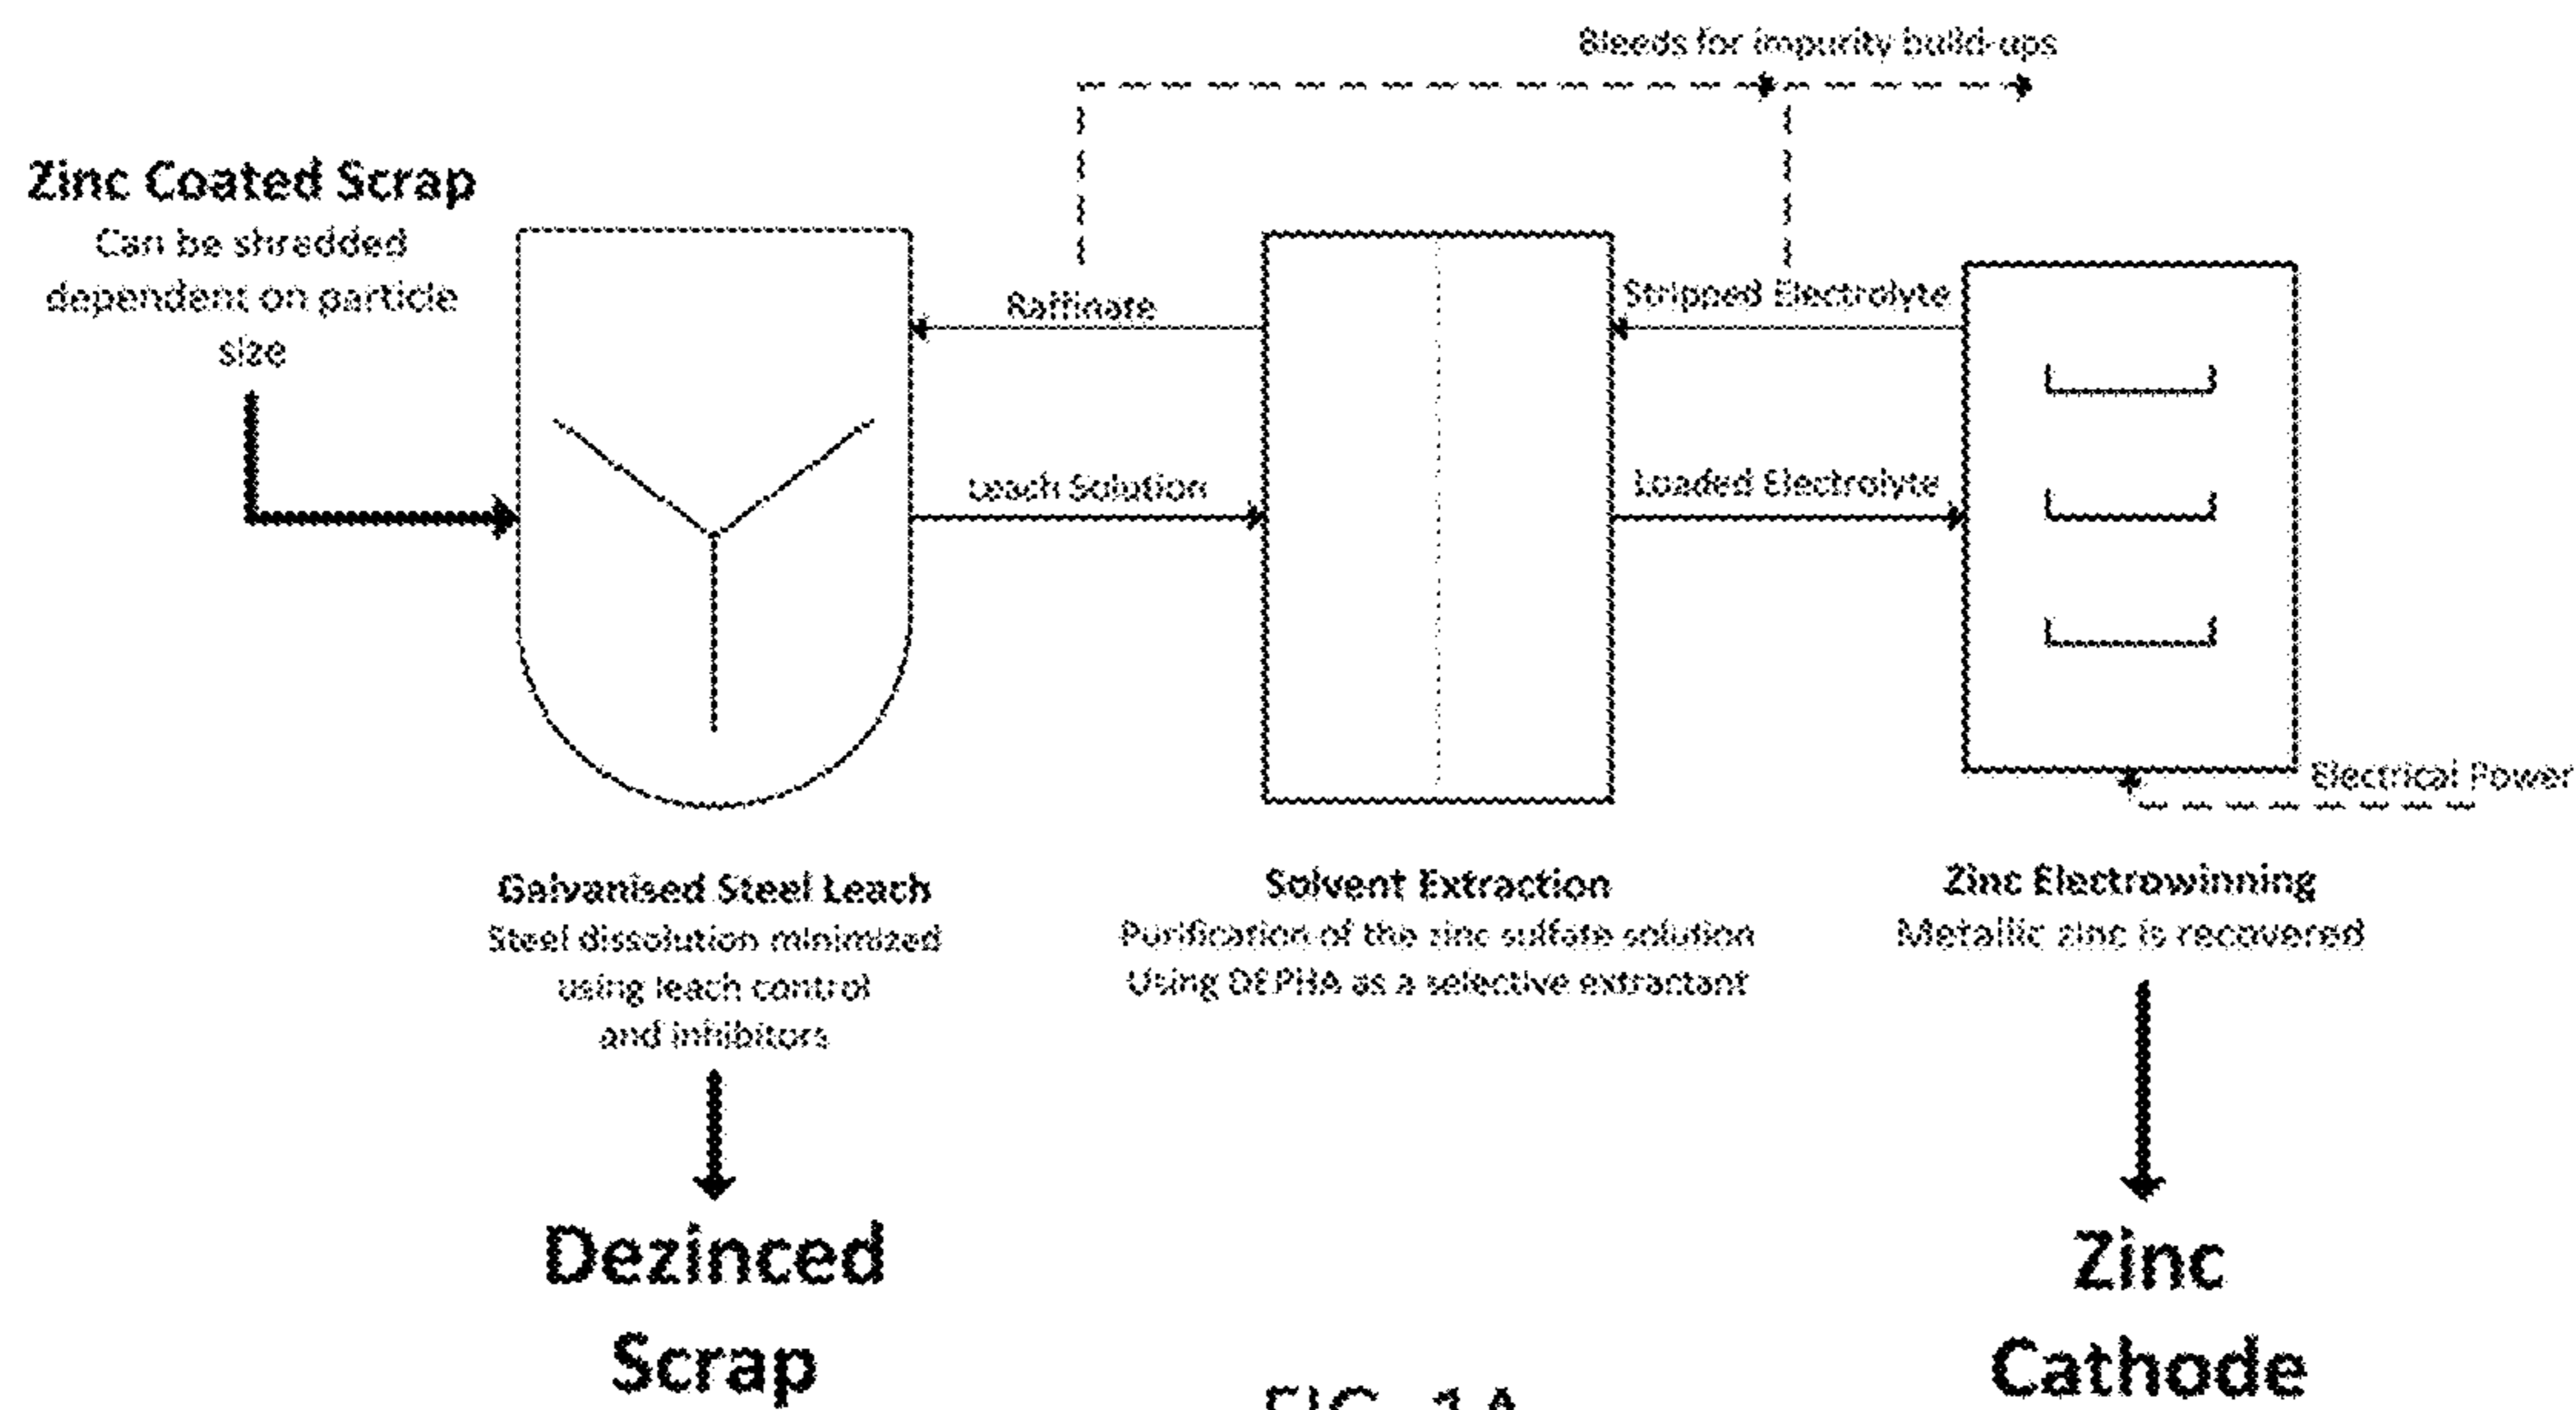 Bleeds for impurity build-ups
Zinc Coated Scrap
Can be shradded
dependent on particle
size
Raffinate
Stripped Electrolyte
Leach Solution
Loaded Electrolyte
Electrical Power
Galvanised Steel Leach
Steel dissolution minimized
using leach control
and inhibitors
Solvent Extraction
Purification of the zinc sulfate solution
Using DEPHA as a selective extractant
Zinc Electrowinning
Metallic zinc is recovered
Dezinced
Scrap
Zinc
Cathode
FIG. 1A